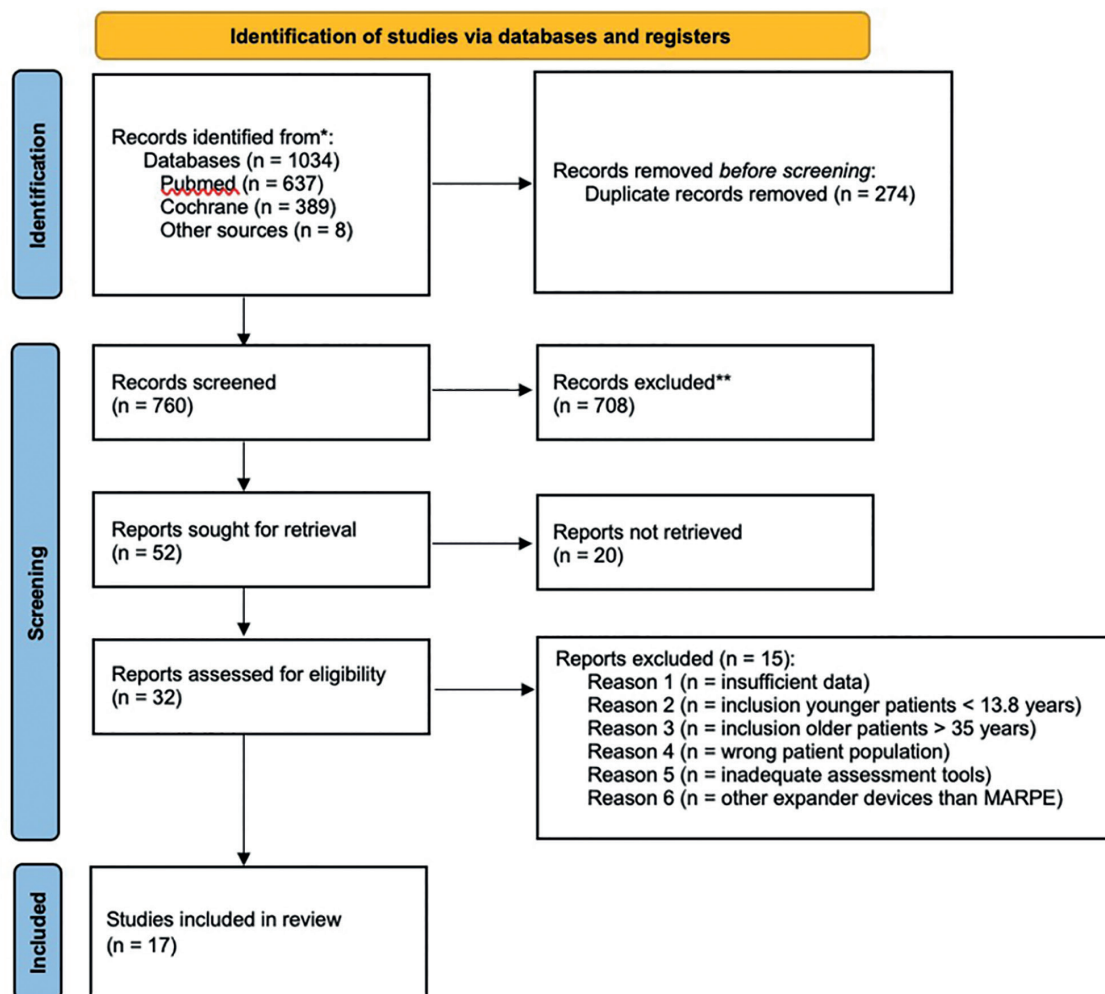 Identification of studies via databases and registers
Identification
Records identified from*:
Databases (n = 1034)
Pubmed (n = 637)
Cochrane (n = 389)
Other sources (n = 8)
Records removed before screening:
Duplicate records removed (n = 274)
Screening
Records screened
(n = 760)
Records excluded**
(n = 708)
Reports sought for retrieval
(n = 52)
Reports not retrieved
(n = 20)
Reports assessed for eligibility
(n = 32)
Reports excluded (n = 15):
Reason 1 (n = insufficient data)
Reason 2 (n = inclusion younger patients < 13.8 years)
Reason 3 (n = inclusion older patients > 35 years)
Reason 4 (n = wrong patient population)
Reason 5 (n = inadequate assessment tools)
Reason 6 (n = other expander devices than MARPE)
Included
Studies included in review
(n = 17)